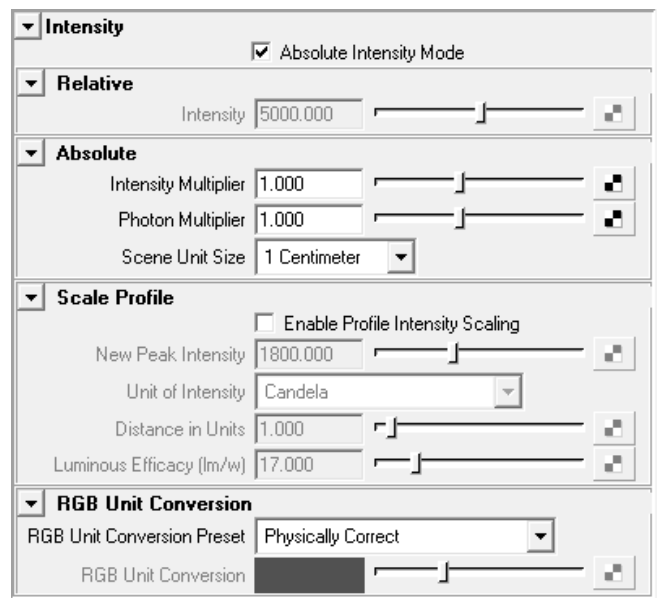 Intensity
Absolute Intensity Mode
Relative
Intensity 5000.000
Absolute
Intensity Multiplier 1.000
Photon Multiplier 1.000
Scene Unit Size 1 Centimeter
Scale Profile
Enable Profile Intensity Scaling
New Peak Intensity 1800.000
Unit of Intensity Candela
Distance in Units 1.000
Luminous Efficacy (lm/w) 17.000
RGB Unit Conversion
RGB Unit Conversion Preset Physically Correct
RGB Unit Conversion